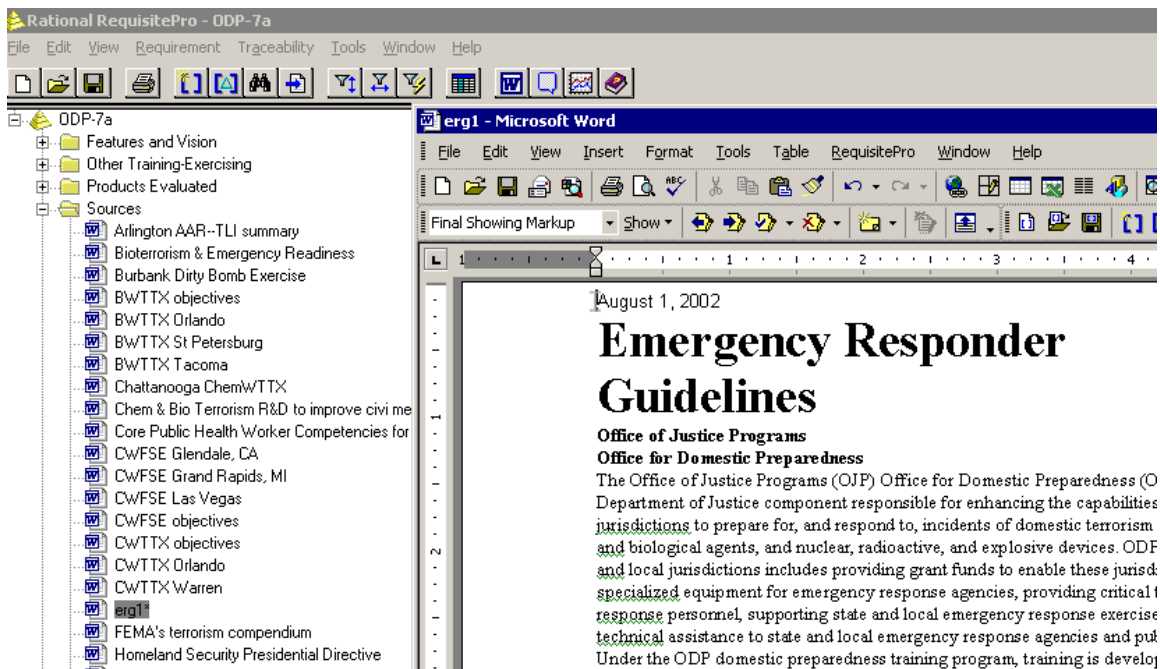 Rational RequisitePro - ODP-7a
File Edit View Requirement Traceability Tools Window Help
ODP-7a
Features and Vision
Other Training-Exercising
Products Evaluated
Sources
Arlington AAR--TLI summary
Bioterrorism & Emergency Readiness
Burbank Dirty Bomb Exercise
BWTTX objectives
BWTTX Orlando
BWTTX St Petersburg
BWTTX Tacoma
Chattanooga ChemWTTX
Chem & Bio Terrorism R&D to improve civi me
Core Public Health Worker Competencies for
CWFSE Glendale, CA
CWFSE Grand Rapids, MI
CWFSE Las Vegas
CWFSE objectives
CWTTX objectives
CWTTX Orlando
CWTTX Warren
erg1*
FEMA's terrorism compendium
Homeland Security Presidential Directive
erg1 - Microsoft Word
File Edit View Insert Format Tools Table RequisitePro Window Help
Final Showing Markup Show
1 1 2 3 4
August 1, 2002
Emergency Responder
Guidelines
Office of Justice Programs
Office for Domestic Preparedness
The Office of Justice Programs (OJP) Office for Domestic Preparedness (O
Department of Justice component responsible for enhancing the capabilities
jurisdictions to prepare for, and respond to, incidents of domestic terrorism
and biological agents, and nuclear, radioactive, and explosive devices. ODP
and local jurisdictions includes providing grant funds to enable these jurisd
specialized equipment for emergency response agencies, providing critical t
response personnel, supporting state and local emergency response exercise
technical assistance to state and local emergency response agencies and pub
Under the ODP domestic preparedness training program, training is develop